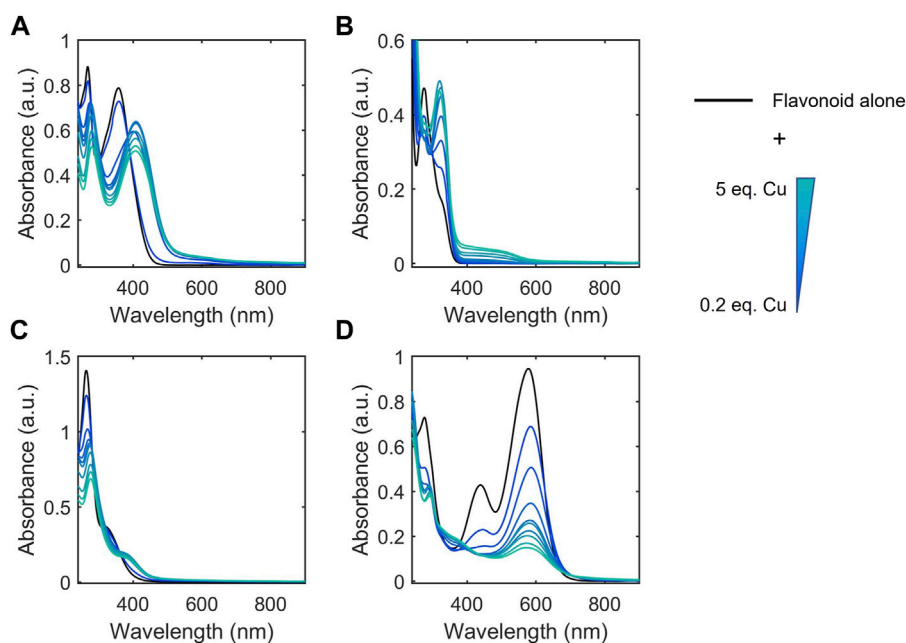 A
1
0.8
0.6
0.4
0.2
0
Absorbance (a.u.)
400 600 800
Wavelength (nm)
B
0.6
0.4
0.2
0
Absorbance (a.u.)
400 600 800
Wavelength (nm)
Flavonoid alone
+
5 eq. Cu
0.2 eq. Cu
C
1.5
1
0.5
0
Absorbance (a.u.)
400 600 800
Wavelength (nm)
D
1
0.8
0.6
0.4
0.2
0
Absorbance (a.u.)
400 600 800
Wavelength (nm)